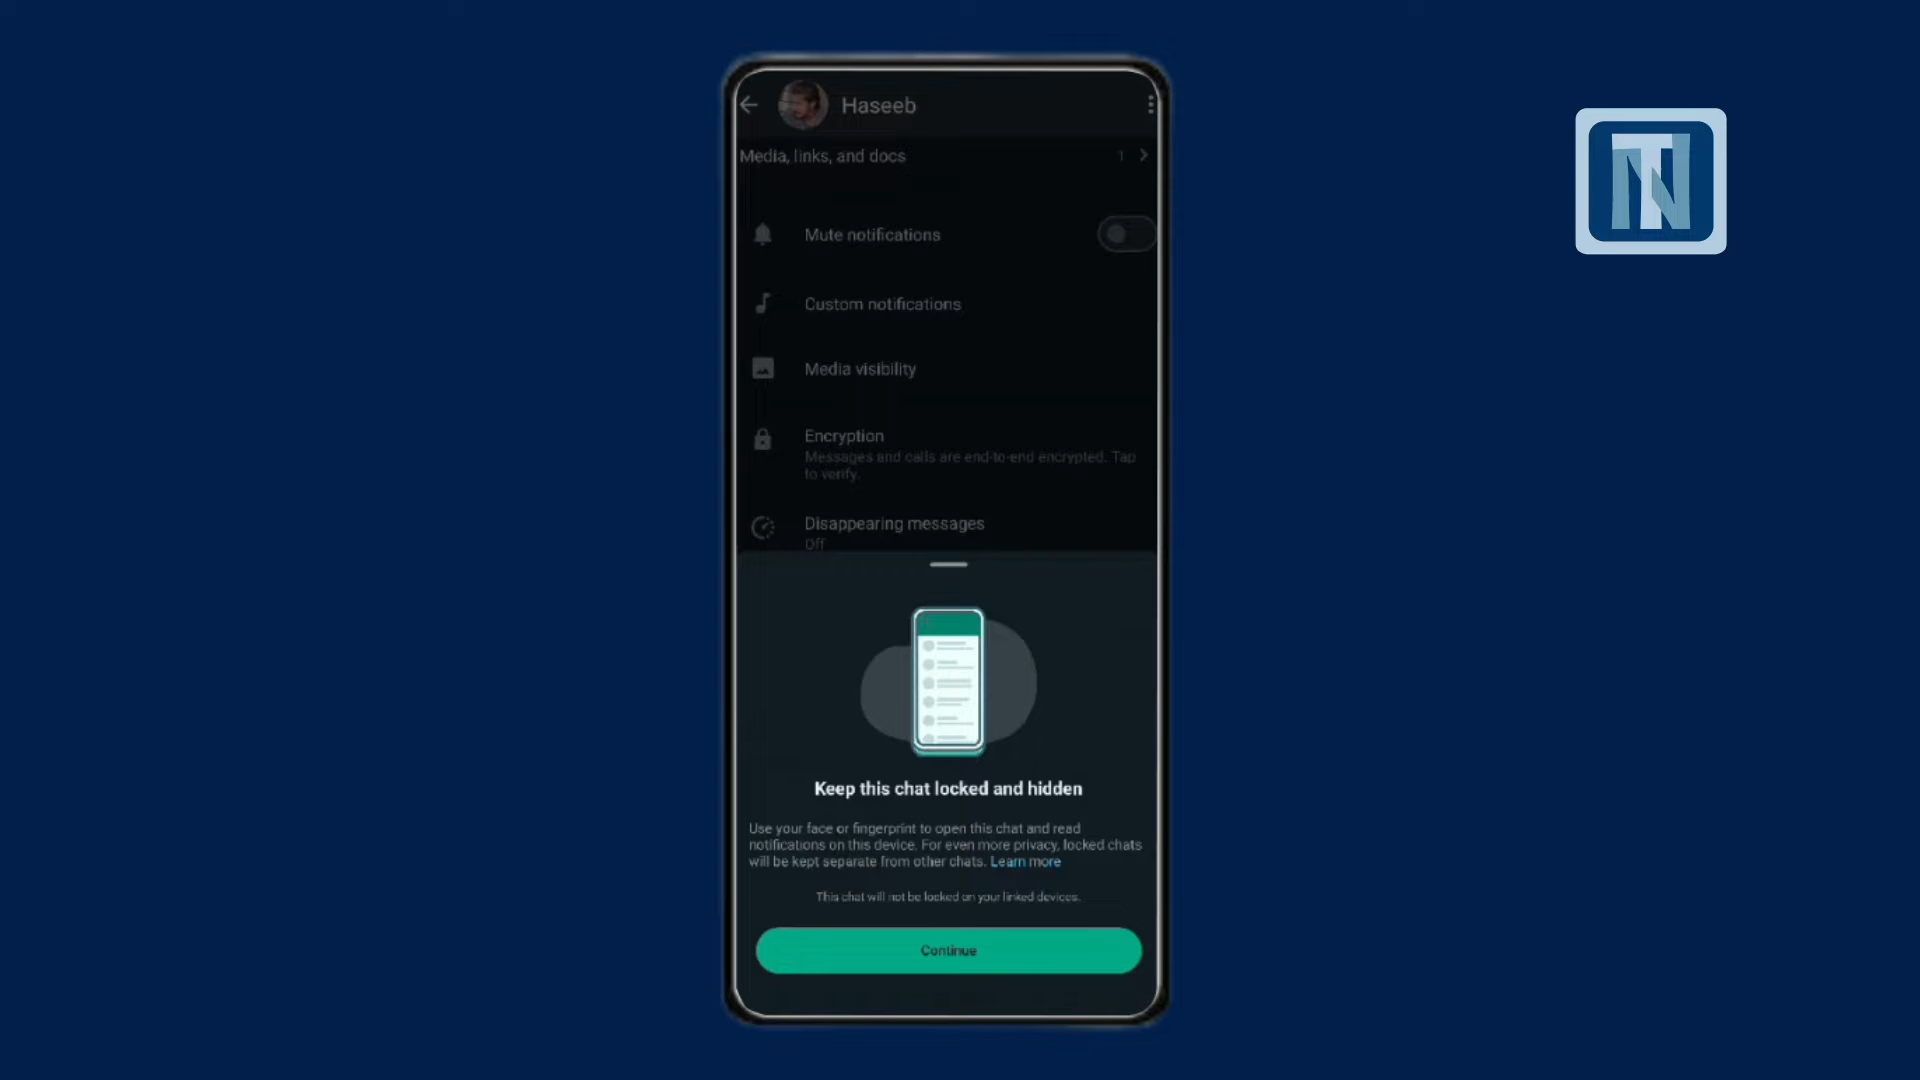 Haseeb
Media, links, and docs 1
Mute notifications
Custom notifications
Media visibility
Encryption
Messages and calls are end-to-end encrypted. Tap
to verify.
Disappearing messages
Off
Keep this chat locked and hidden
Use your face or fingerprint to open this chat and read
notifications on this device. For even more privacy, locked chats
will be kept separate from other chats. Learn more
This chat will not be locked on your linked devices.
Continue
TN